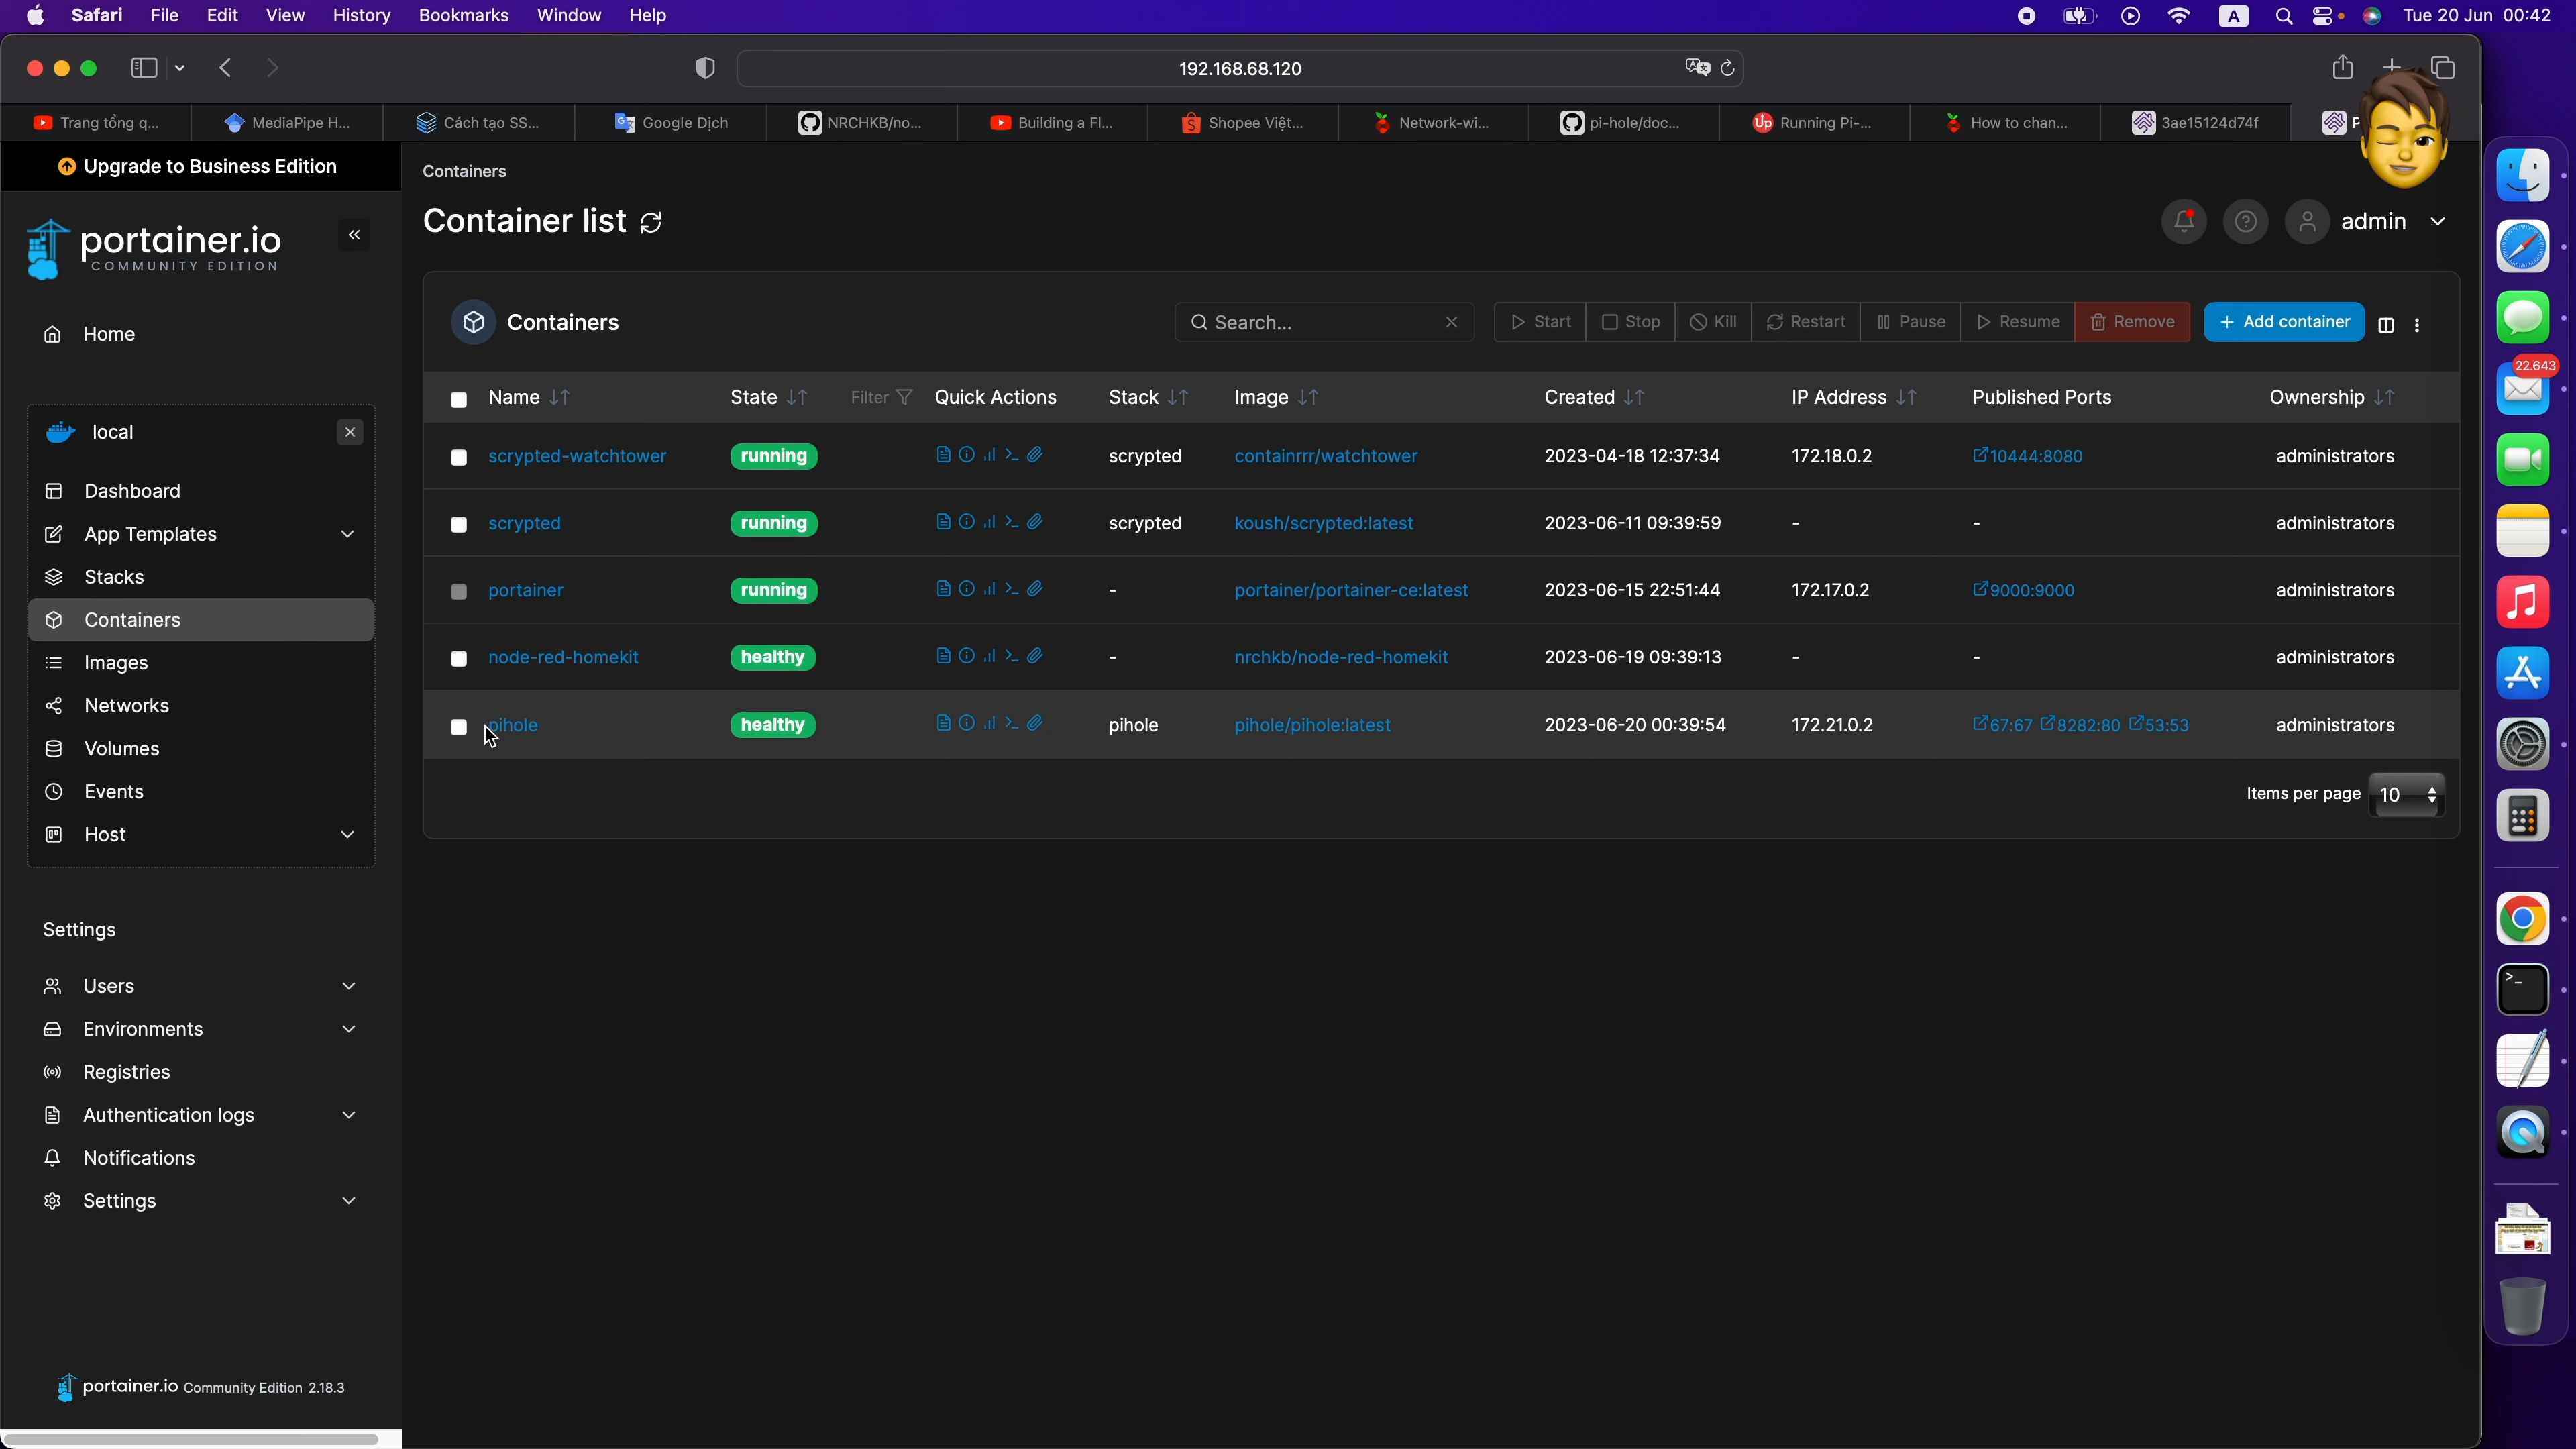 Safari File Edit View History Bookmarks Window Help
A Tue 20 Jun 00:42
192.168.68.120
Trang tổng q... MediaPipe H... Cách tạo SS... Google Dịch NRCHKB/no... Building a Fl... Shopee Việt... Network-wi... pi-hole/doc... Running Pi-... How to chan... 3ae15124d74f
Upgrade to Business Edition
portainer.io
COMMUNITY EDITION
Home
local
Dashboard
App Templates
Stacks
Containers
Images
Networks
Volumes
Events
Host
Settings
Users
Environments
Registries
Authentication logs
Notifications
Settings
portainer.io Community Edition 2.18.3
Containers
Container list
admin
Containers
Search...
Start Stop Kill Restart Pause Resume Remove Add container
Name State Filter Quick Actions Stack Image Created IP Address Published Ports Ownership
scrypted-watchtower running scrypted containrrr/watchtower 2023-04-18 12:37:34 172.18.0.2 10444:8080 administrators
scrypted running scrypted koush/scrypted:latest 2023-06-11 09:39:59 - - administrators
portainer running - portainer/portainer-ce:latest 2023-06-15 22:51:44 172.17.0.2 9000:9000 administrators
node-red-homekit healthy - nrchkb/node-red-homekit 2023-06-19 09:39:13 - - administrators
pihole healthy pihole pihole/pihole:latest 2023-06-20 00:39:54 172.21.0.2 67:67 8282:80 53:53 administrators
Items per page 10
22.643